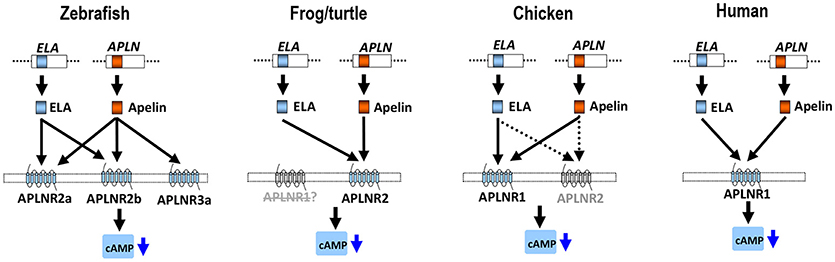 Zebrafish
ELA APLN
ELA Apelin
APLNR2a APLNR2b APLNR3a
cAMP
Frog/turtle
ELA APLN
ELA Apelin
APLNR1? APLNR2
cAMP
Chicken
ELA APLN
ELA Apelin
APLNR1 APLNR2
cAMP
Human
ELA APLN
ELA Apelin
APLNR1
cAMP